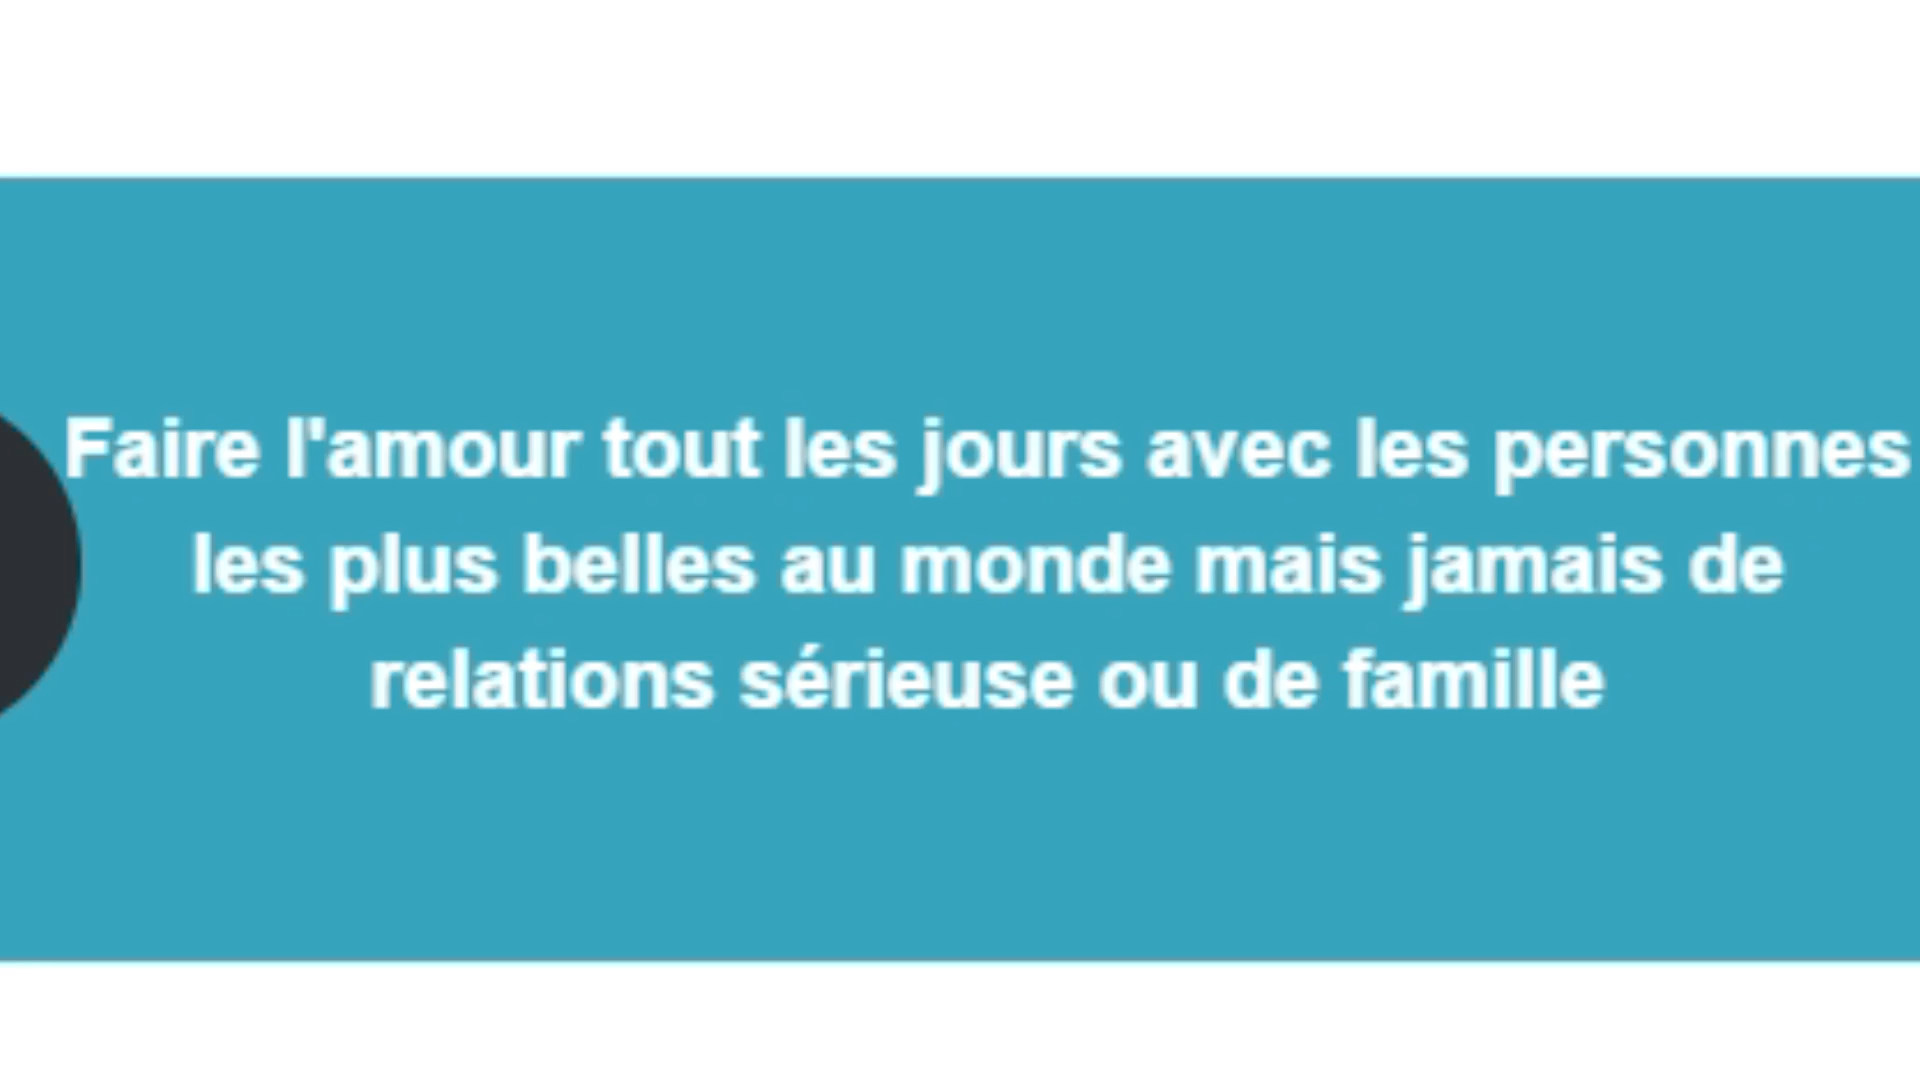 Faire l'amour tout les jours avec les personnes
les plus belles au monde mais jamais de
relations sérieuse ou de famille